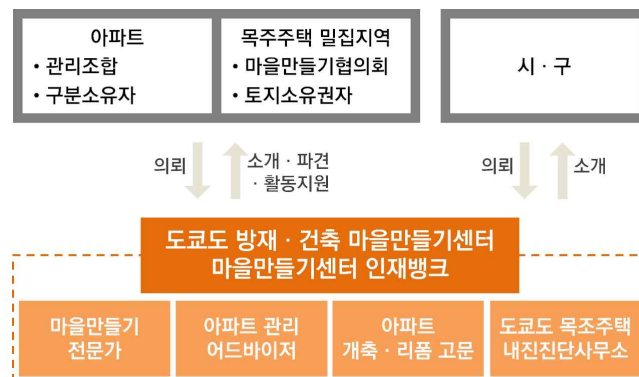 아파트
• 관리조합
• 구분소유자
목주주택 밀집지역
• 마을만들기협의회
• 토지소유권자
시 · 구
의뢰
소개 · 파견
· 활동지원
의뢰
소개
도쿄도 방재 · 건축 마을만들기센터
마을만들기센터 인재뱅크
마을만들기
전문가
아파트 관리
어드바이저
아파트
개축 · 리폼 고문
도쿄도 목조주택
내진진단사무소